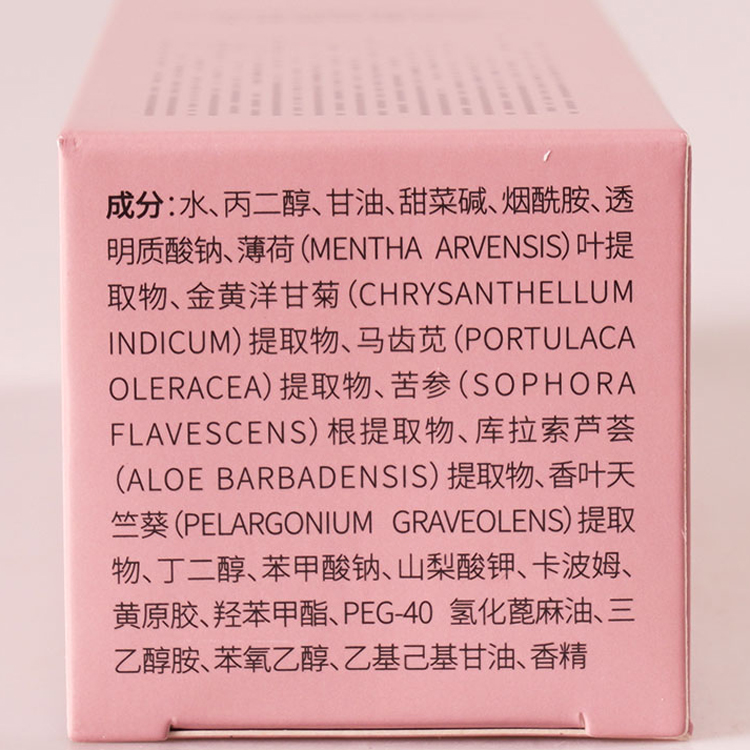 成分:水、丙二醇、甘油、甜菜碱、烟酰胺、透
明质酸钠、薄荷(MENTHA ARVENSIS)叶提
取物、金黄洋甘菊(CHRYSANTHELLUM
INDICUM)提取物、马齿苋(PORTULACA
OLERACEA)提取物、苦参(SOPHORA
FLAVESCENS)根提取物、库拉索芦荟
(ALOE BARBADENSIS)提取物、香叶天
竺葵(PELARGONIUM GRAVEOLENS)提取
物、丁二醇、苯甲酸钠、山梨酸钾、卡波姆、
黄原胶、羟苯甲酯、PEG-40 氢化蓖麻油、三
乙醇胺、苯氧乙醇、乙基己基甘油、香精